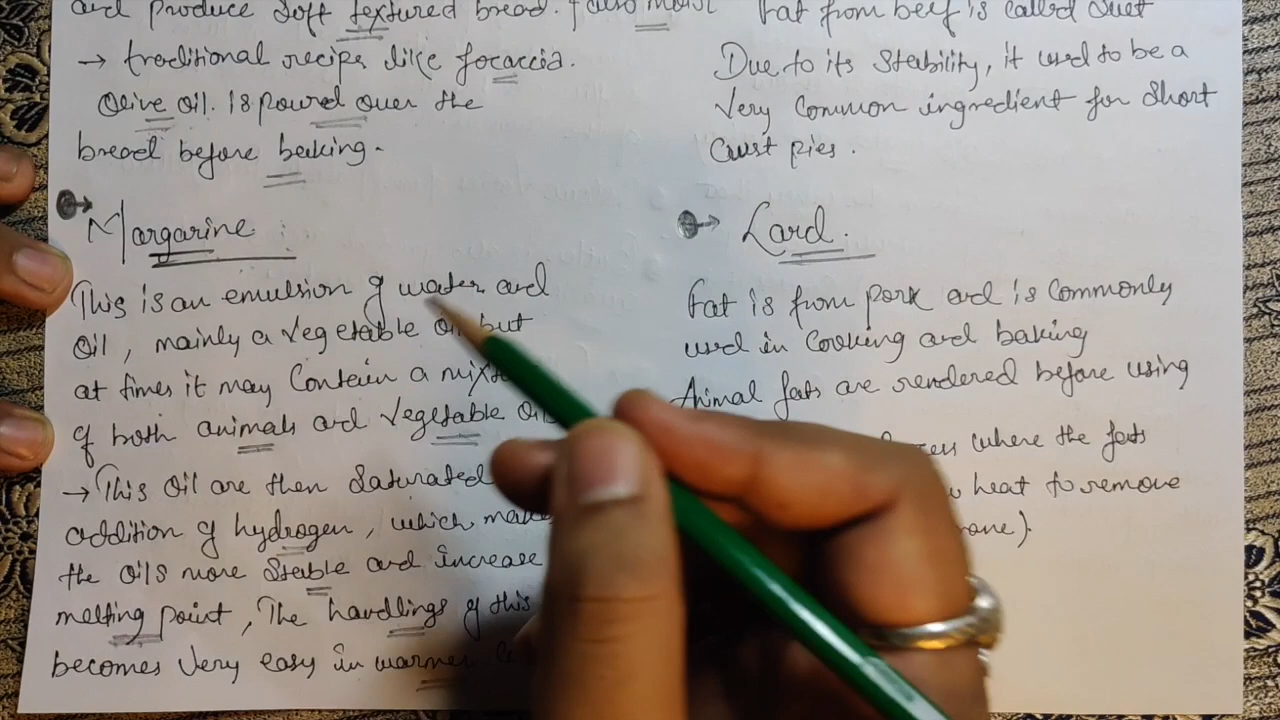 and produce soft textured bread. | also moist
→ traditional recipe like focaccia.
Olive oil. is poured over the
bread before baking.
Margarine :
This is an emulsion of water and
Oil, mainly a vegetable oil but
at times it may Contain a
of both animals and vegetable
→ This Oil are then Saturated
addition of hydrogen, which
the Oils more Stable and increase
melting point, The handlings of this
becomes very easy in warmer
Fat from beef is called Suet
Due to its Stability, it used to be a
very Common ingredient for Short
Crust pies.
Lard.
Fat is from pork and is Commonly
used in Cooking and baking
Animal fats are rendered before using
where the fats
heat to remove